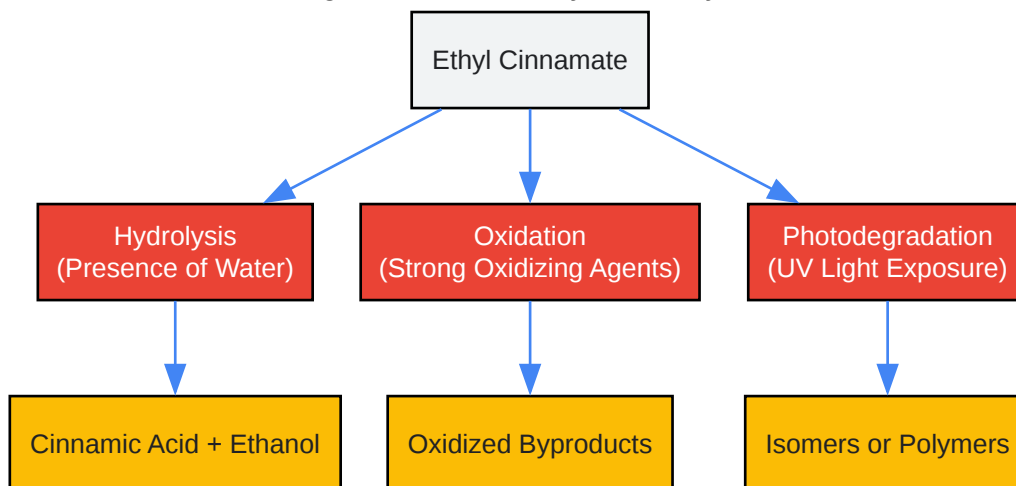 Ethyl Cinnamate
Hydrolysis
(Presence of Water)
Oxidation
(Strong Oxidizing Agents)
Photodegradation
(UV Light Exposure)
Cinnamic Acid + Ethanol
Oxidized Byproducts
Isomers or Polymers